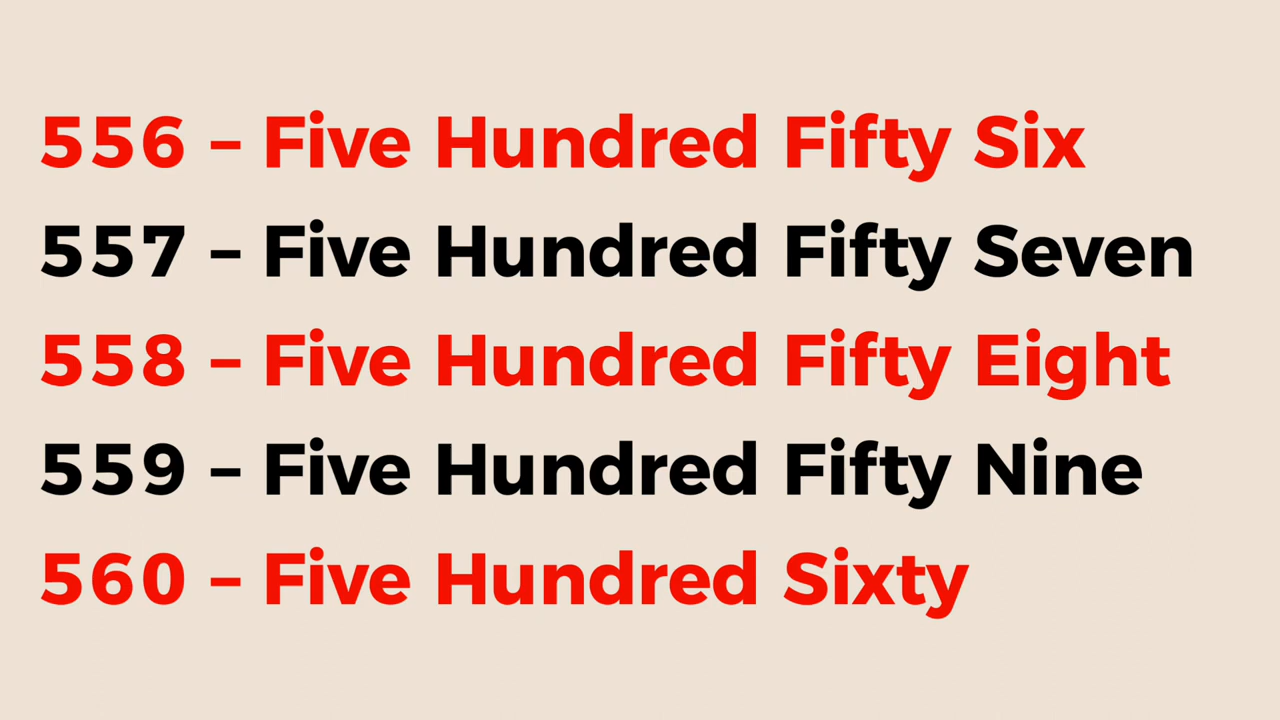 556 – Five Hundred Fifty Six
557 – Five Hundred Fifty Seven
558 – Five Hundred Fifty Eight
559 – Five Hundred Fifty Nine
560 – Five Hundred Sixty